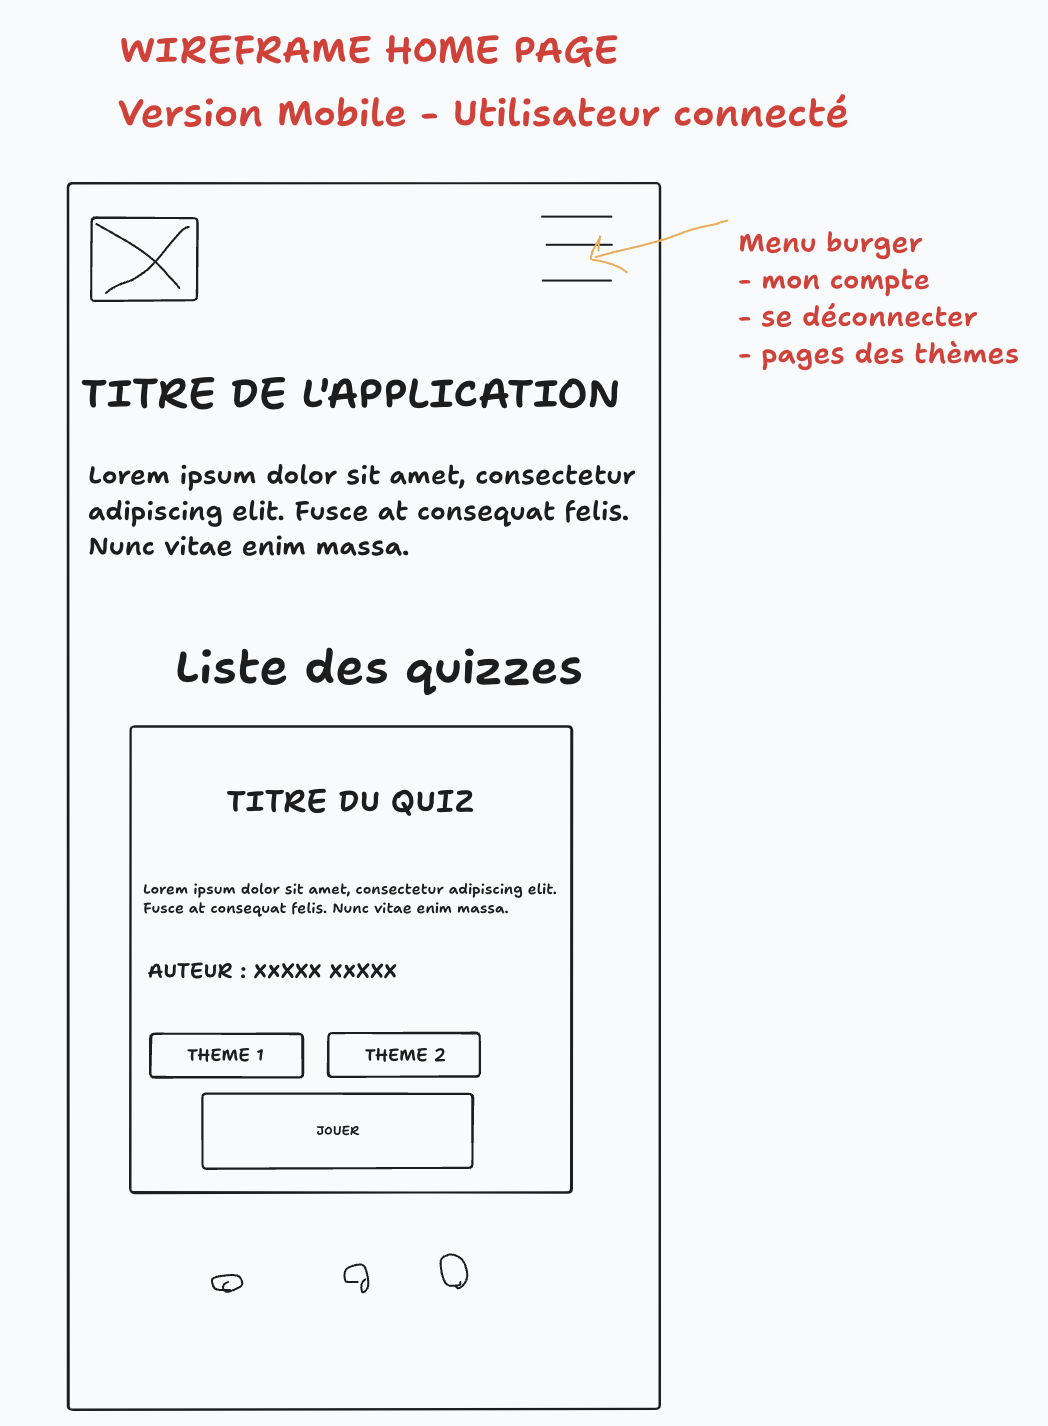 WIREFRAME HOME PAGE
Version Mobile - Utilisateur connecté
Menu burger
- mon compte
- se déconnecter
- pages des thèmes
TITRE DE L'APPLICATION
Lorem ipsum dolor sit amet, consectetur
adipiscing elit. Fusce at consequat felis.
Nunc vitae enim massa.
Liste des quizzes
TITRE DU QUIZ
Lorem ipsum dolor sit amet, consectetur adipiscing elit.
Fusce at consequat felis. Nunc vitae enim massa.
AUTEUR : XXXXX XXXXX
THEME 1
THEME 2
JOUER